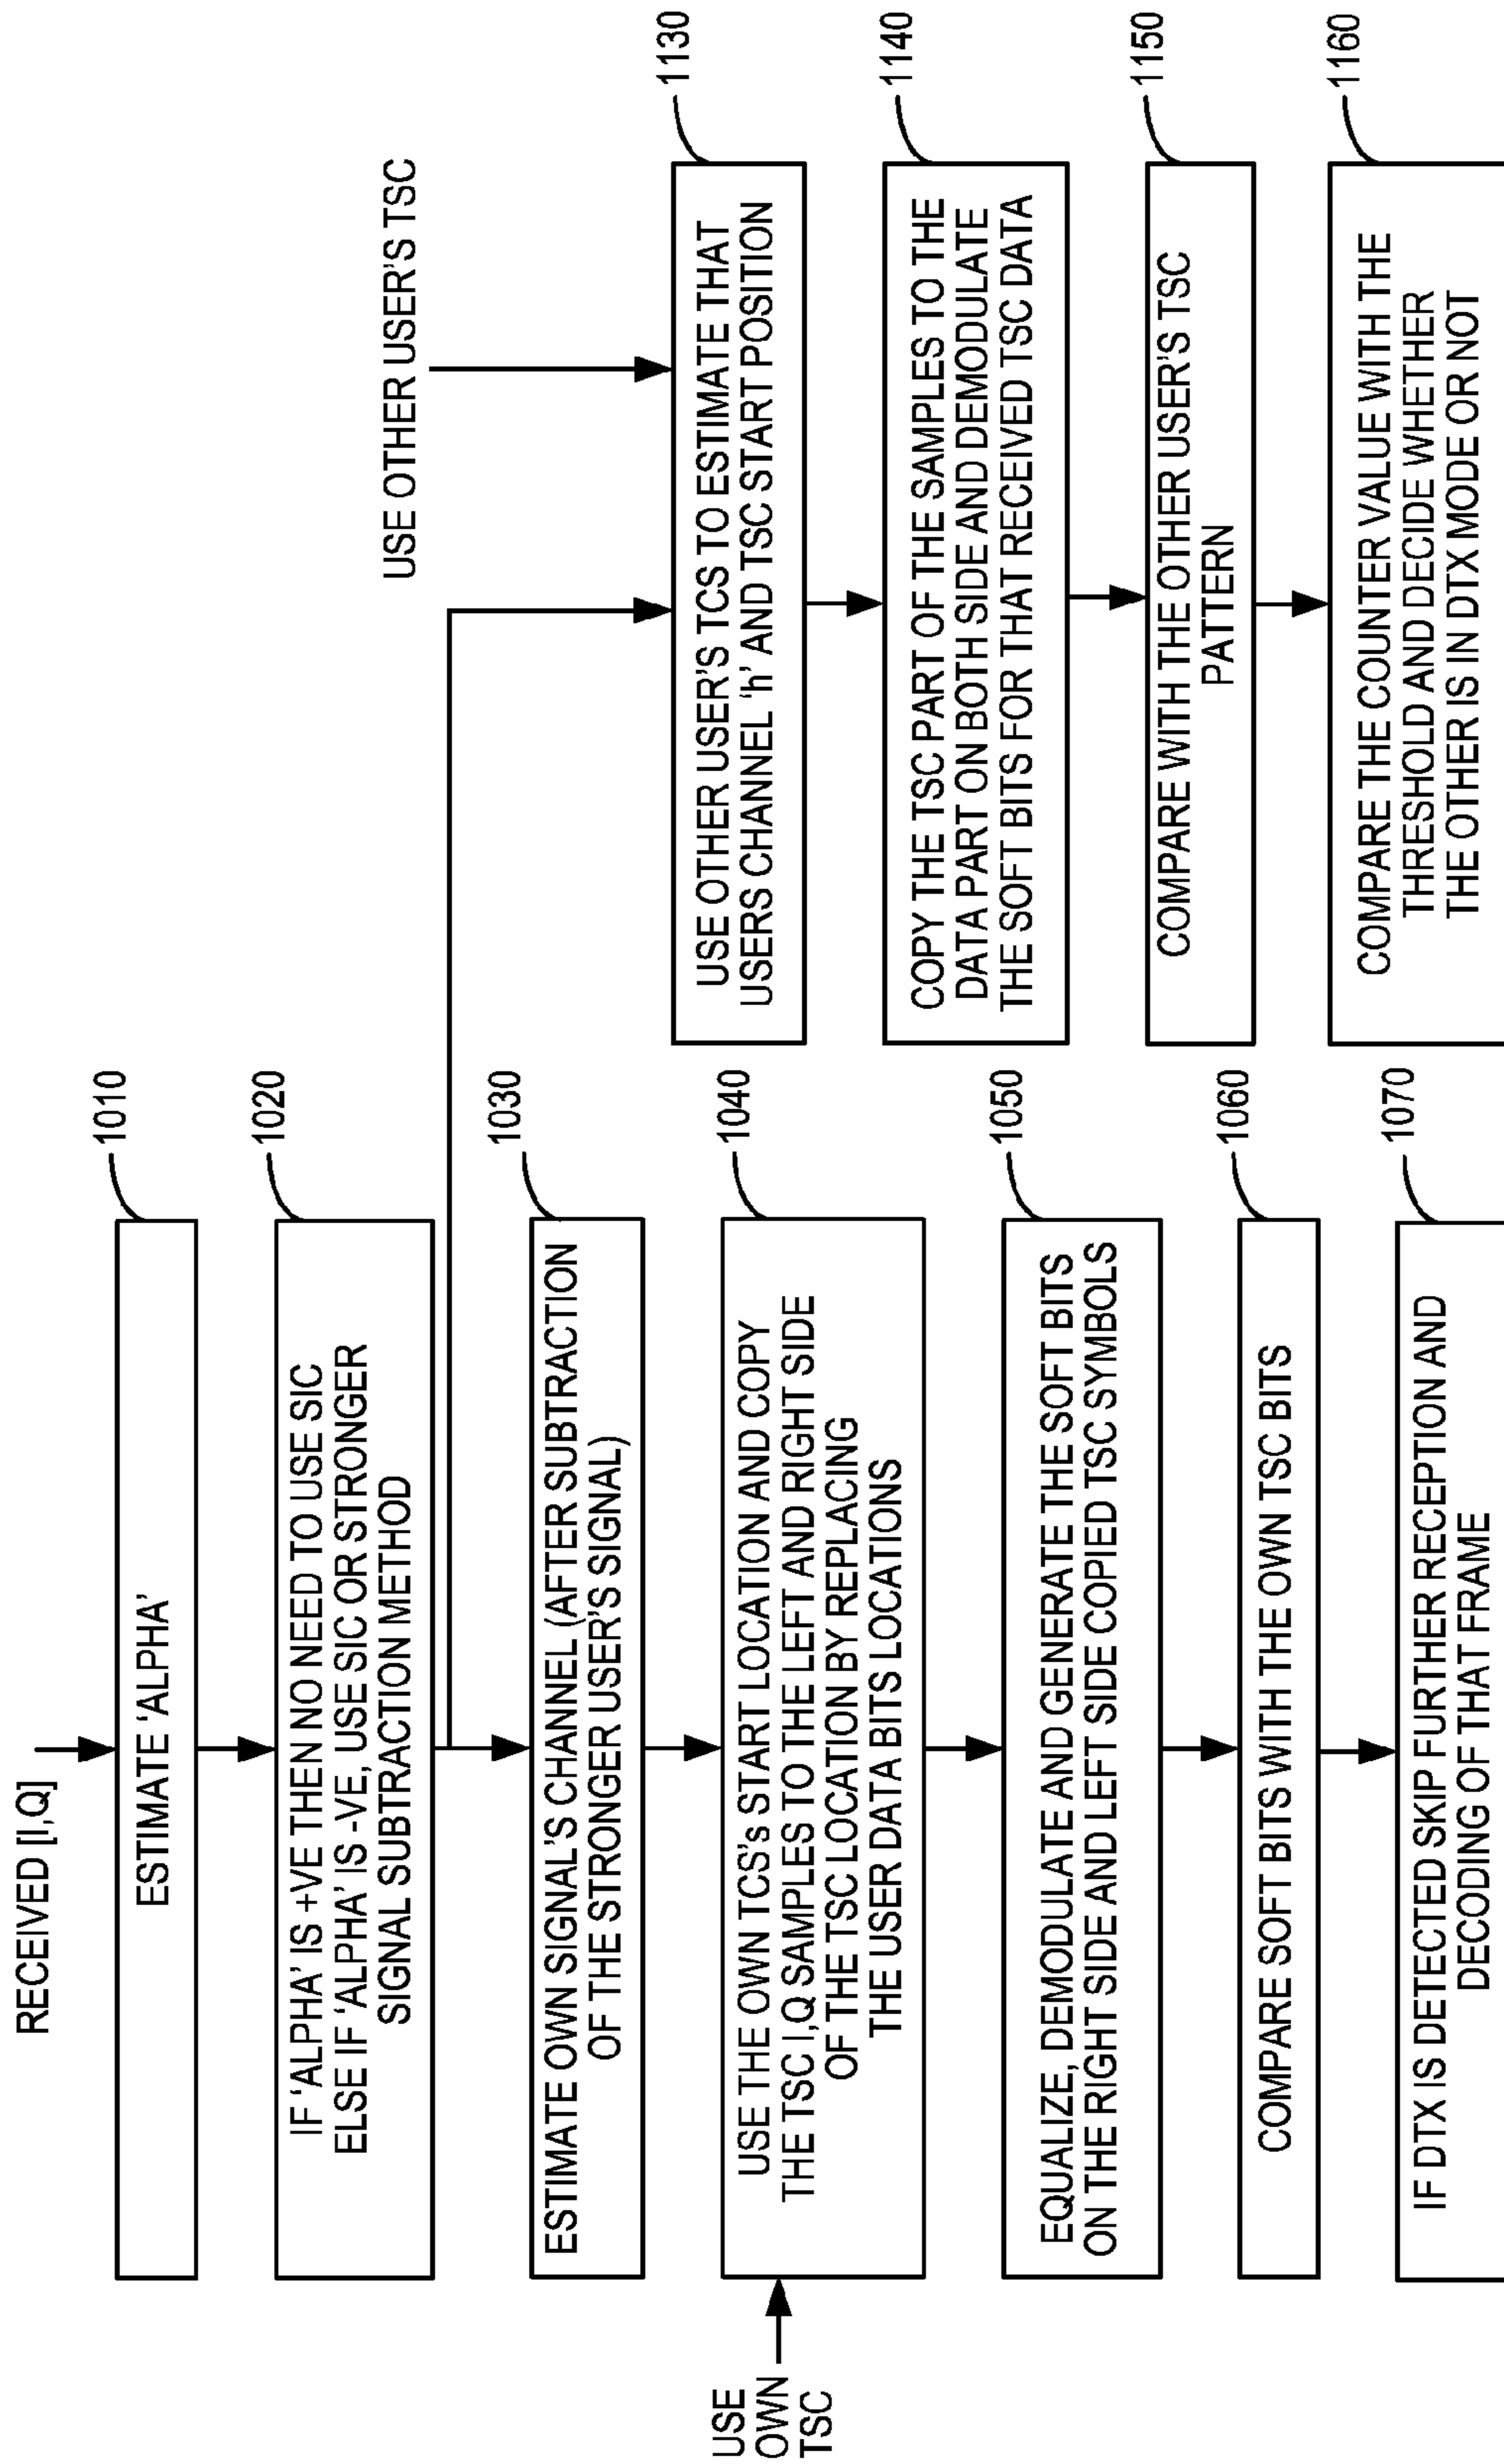 RECEIVED [I,Q]
1010
ESTIMATE ‘ALPHA’
1020
IF ‘ALPHA’ IS +VE THEN NO NEED TO USE SIC
ELSE IF ‘ALPHA’ IS -VE, USE SIC OR STRONGER
SIGNAL SUBTRACTION METHOD
1030
ESTIMATE OWN SIGNAL’S CHANNEL (AFTER SUBTRACTION
OF THE STRONGER USER’S SIGNAL)
USE
OWN
TSC
1040
USE THE OWN TCS’s START LOCATION AND COPY
THE TSC I,Q SAMPLES TO THE LEFT AND RIGHT SIDE
OF THE TSC LOCATION BY REPLACING
THE USER DATA BITS LOCATIONS
1050
EQUALIZE, DEMODULATE AND GENERATE THE SOFT BITS
ON THE RIGHT SIDE AND LEFT SIDE COPIED TSC SYMBOLS
1060
COMPARE SOFT BITS WITH THE OWN TSC BITS
1070
IF DTX IS DETECTED SKIP FURTHER RECEPTION AND
DECODING OF THAT FRAME
USE OTHER USER’S TSC
1130
USE OTHER USER’S TCS TO ESTIMATE THAT
USERS CHANNEL ‘h’ AND TSC START POSITION
1140
COPY THE TSC PART OF THE SAMPLES TO THE
DATA PART ON BOTH SIDE AND DEMODULATE
THE SOFT BITS FOR THAT RECEIVED TSC DATA
1150
COMPARE WITH THE OTHER USER’S TSC
PATTERN
1160
COMPARE THE COUNTER VALUE WITH THE
THRESHOLD AND DECIDE WHETHER
THE OTHER IS IN DTX MODE OR NOT